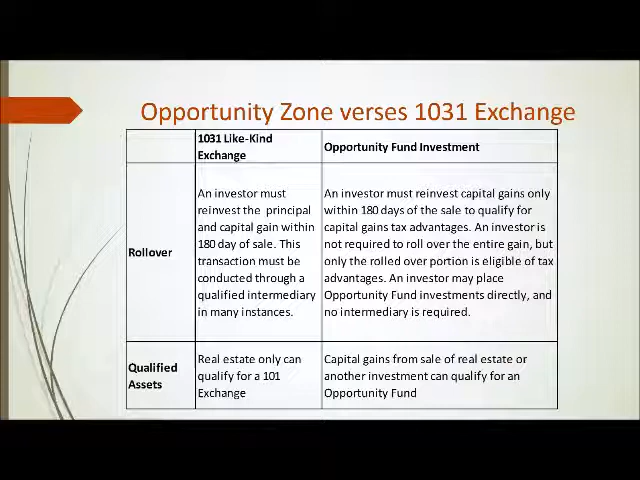 Opportunity Zone verses 1031 Exchange
1031 Like-Kind
Exchange
Opportunity Fund Investment
Rollover
An investor must
reinvest the principal
and capital gain within
180 day of sale. This
transaction must be
conducted through a
qualified intermediary
in many instances.
An investor must reinvest capital gains only
within 180 days of the sale to qualify for
capital gains tax advantages. An investor is
not required to roll over the entire gain, but
only the rolled over portion is eligible of tax
advantages. An investor may place
Opportunity Fund investments directly, and
no intermediary is required.
Qualified
Assets
Real estate only can
qualify for a 101
Exchange
Capital gains from sale of real estate or
another investment can qualify for an
Opportunity Fund